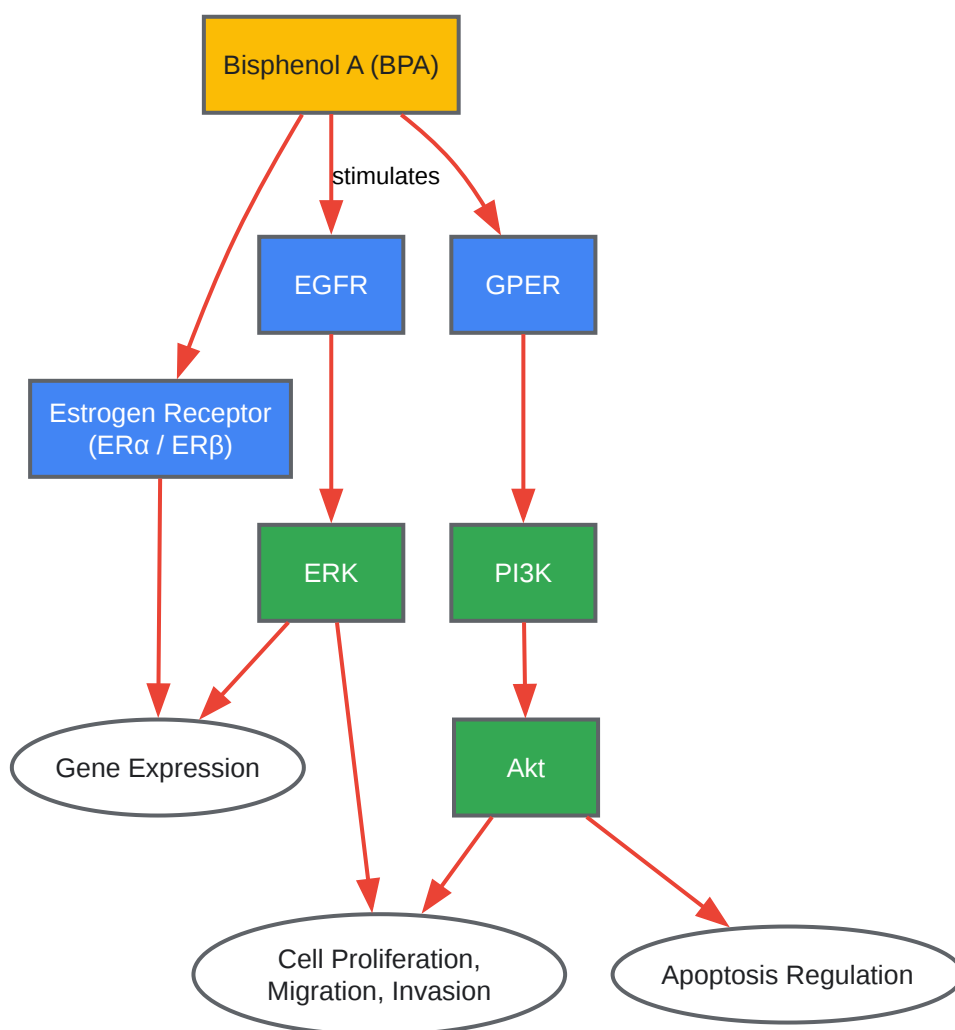 Bisphenol A (BPA)
stimulates
EGFR
GPER
Estrogen Receptor
(ERα / ERβ)
ERK
PI3K
Gene Expression
Akt
Cell Proliferation,
Migration, Invasion
Apoptosis Regulation